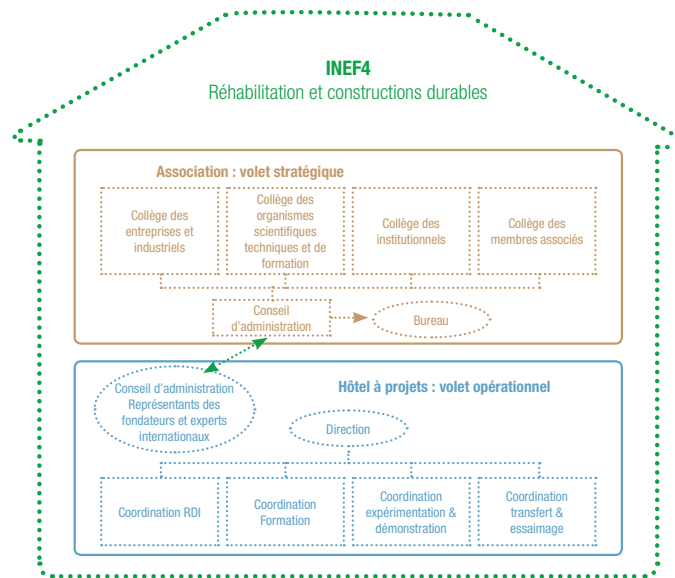 INEF4
Réhabilitation et constructions durables
Association : volet stratégique
Collège des
entreprises et
industriels
Collège des
organismes
scientifiques
techniques et de
formation
Collège des
institutionnels
Collège des
membres associés
Conseil
d'administration
Bureau
Conseil d'administration
Représentants des
fondateurs et experts
internationaux
Hôtel à projets : volet opérationnel
Direction
Coordination RDI
Coordination
Formation
Coordination
expérimentation &
démonstration
Coordination
transfert &
essaimage